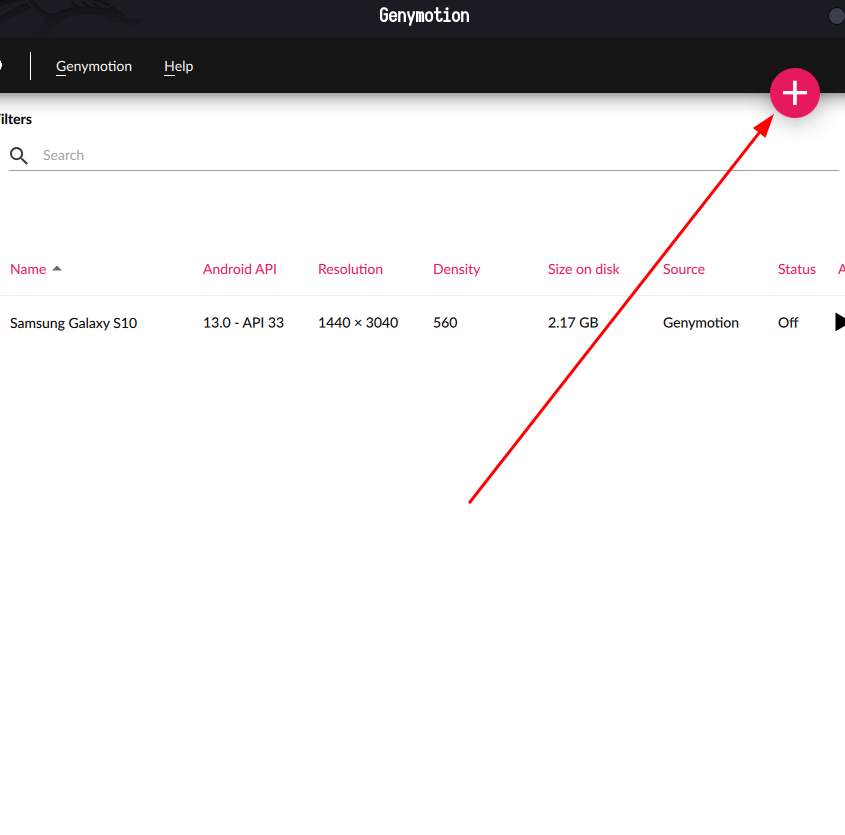 Genymotion
Genymotion Help
ilters
Search
Name Android API Resolution Density Size on disk Source Status A
Samsung Galaxy S10 13.0 - API 33 1440 × 3040 560 2.17 GB Genymotion Off